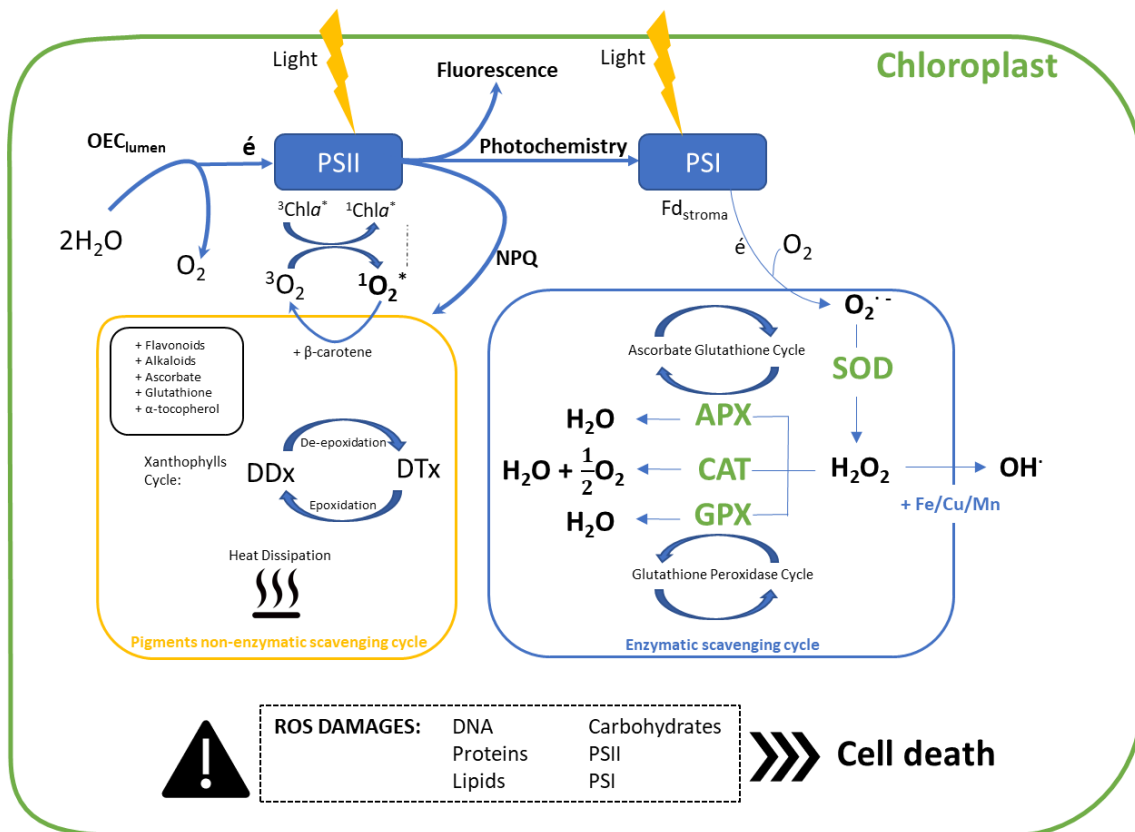 Chloroplast
Light
Light
Fluorescence
OEClumen
é
PSII
Photochemistry
PSI
³Chla* ¹Chla*
Fdstroma
2H₂O
O₂
³O₂
¹O₂*
NPQ
é
O₂
O₂·-
+ β-carotene
+ Flavonoids
+ Alkaloids
+ Ascorbate
+ Glutathione
+ α-tocopherol
Xanthophylls
Cycle:
DDx
De-epoxidation
DTx
Epoxidation
Heat Dissipation
Pigments non-enzymatic scavenging cycle
Ascorbate Glutathione Cycle
SOD
H₂O
APX
H₂O + 1/2 O₂
CAT
H₂O₂
OH·
+ Fe/Cu/Mn
H₂O
GPX
Glutathione Peroxidase Cycle
Enzymatic scavenging cycle
ROS DAMAGES: DNA Carbohydrates
Proteins PSII
Lipids PSI
Cell death